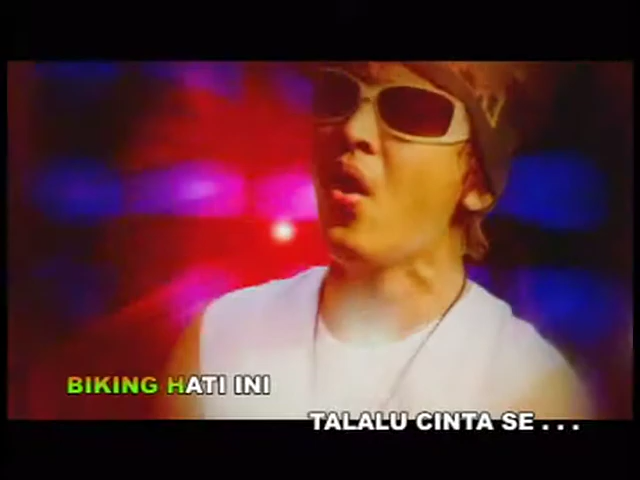 BIKING HATI INI
TALALU CINTA SE . . .